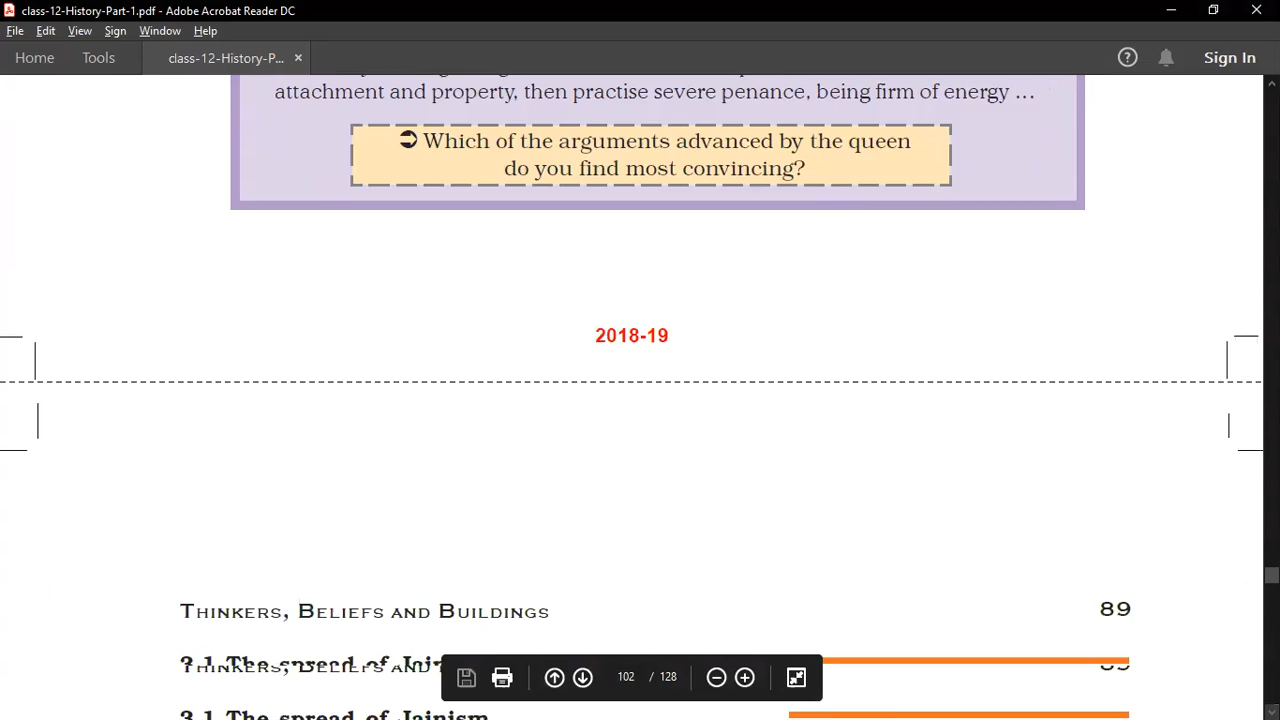 class-12-History-Part-1.pdf - Adobe Acrobat Reader DC
File Edit View Sign Window Help
Home Tools class-12-History-P... × Sign In
attachment and property, then practise severe penance, being firm of energy ...
➲ Which of the arguments advanced by the queen
do you find most convincing?
2018-19
THINKERS, BELIEFS AND BUILDINGS 89
3.1 The spread of Jainism
102 / 128